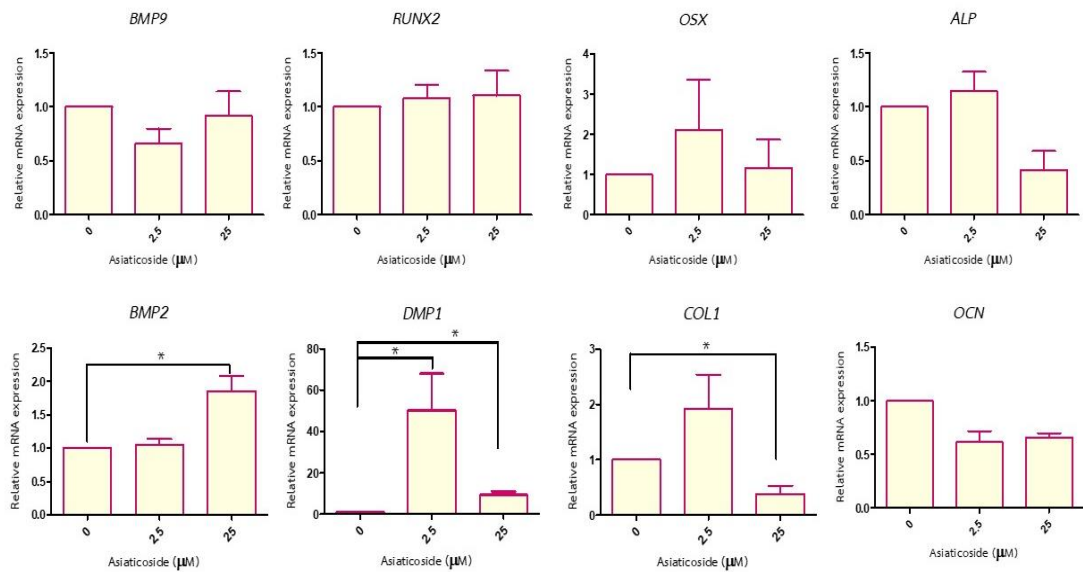 BMP9
RUNX2
OSX
ALP
Relative mRNA expression
1.5
1.0
0.5
0.0
0
2.5
25
Asiaticoside (µM)
Relative mRNA expression
1.5
1.0
0.5
0.0
0
2.5
25
Asiaticoside (µM)
Relative mRNA expression
4
3
2
1
0
0
2.5
25
Asiaticoside (µM)
Relative mRNA expression
1.5
1.0
0.5
0.0
0
2.5
25
Asiaticoside (µM)
BMP2
DMP1
COL1
OCN
Relative mRNA expression
2.5
2.0
1.5
1.0
0.5
0.0
*
0
2.5
25
Asiaticoside (µM)
Relative mRNA expression
80
60
40
20
0
*
*
0
2.5
25
Asiaticoside (µM)
Relative mRNA expression
3
2
1
0
*
0
2.5
25
Asiaticoside (µM)
Relative mRNA expression
1.5
1.0
0.5
0.0
0
2.5
25
Asiaticoside (µM)